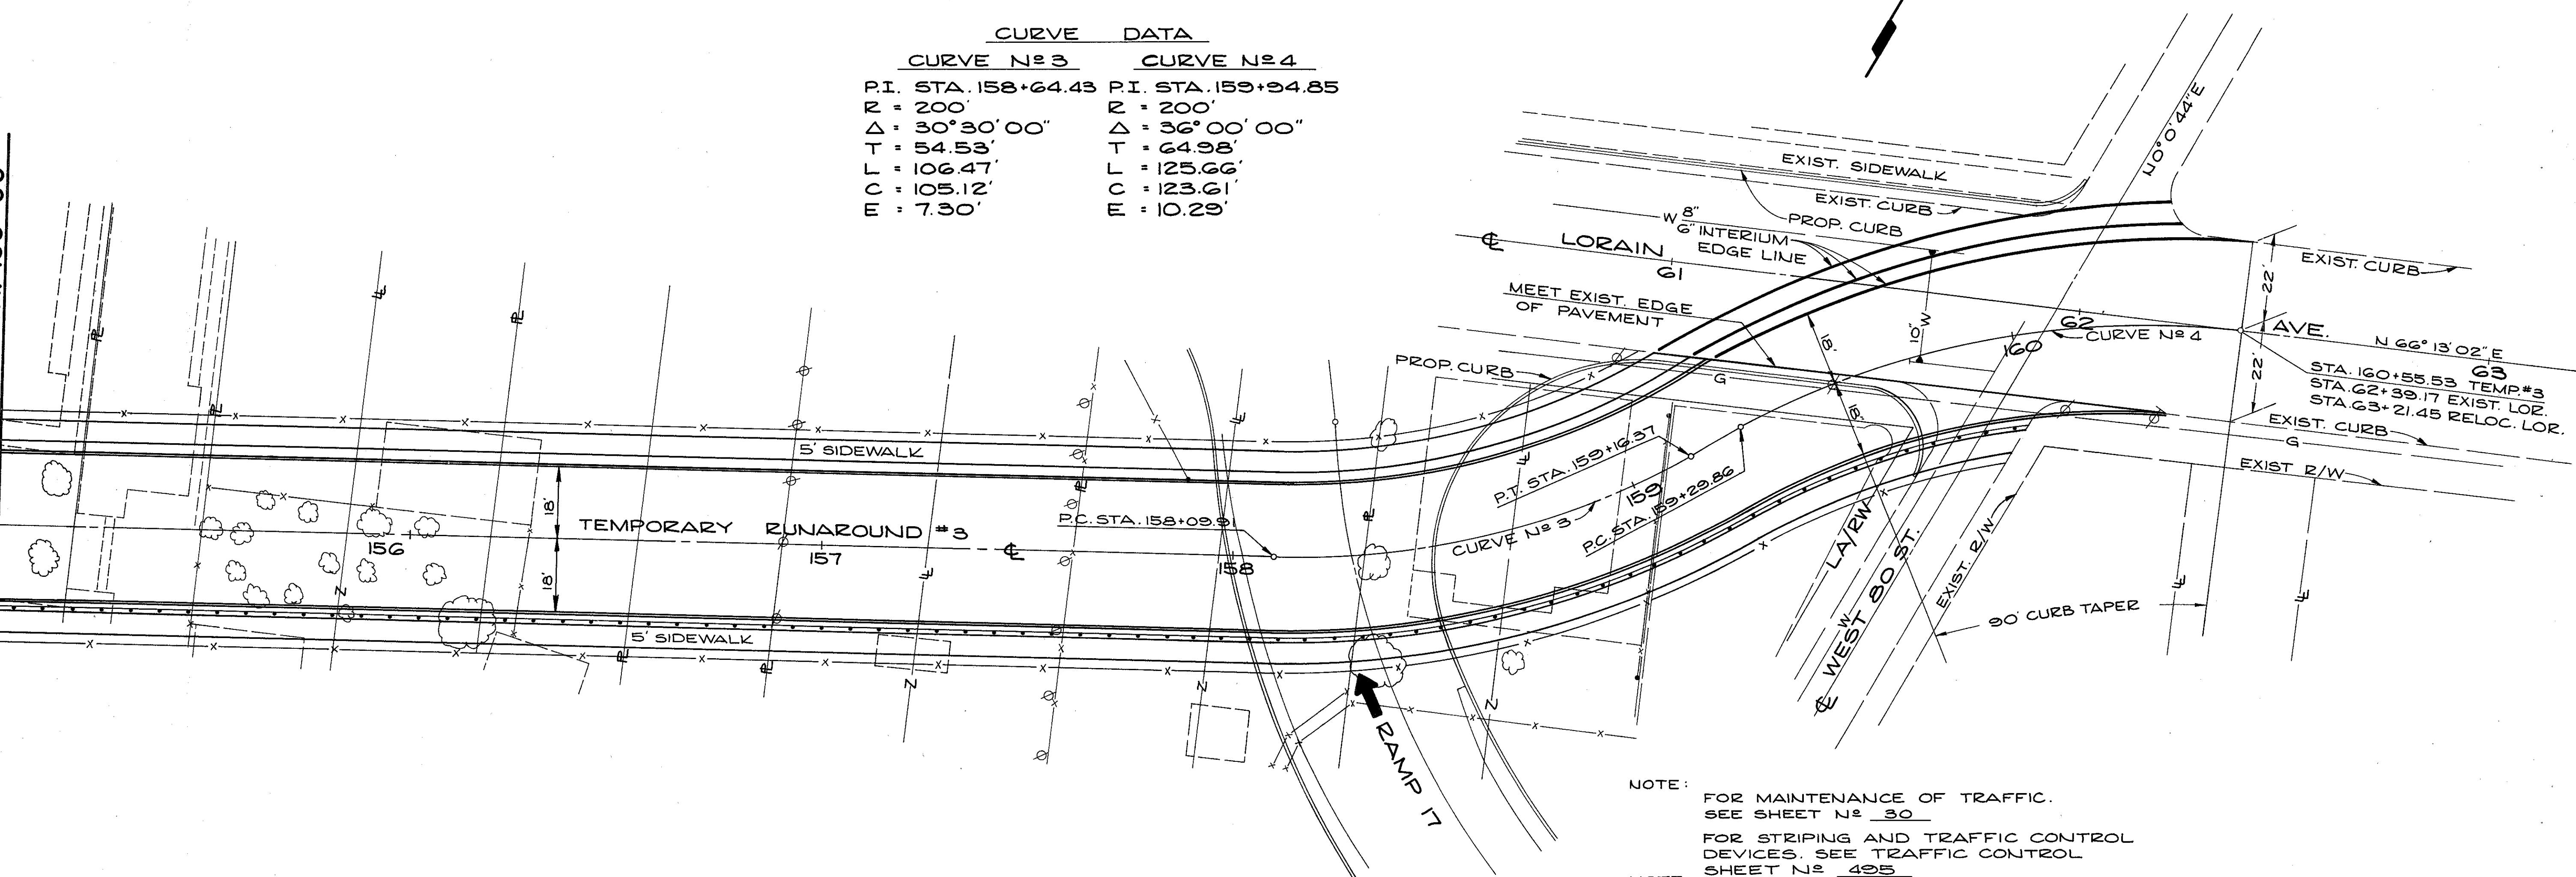 CURVE DATA
CURVE Nº 3
P.I. STA. 158+64.43
R = 200'
Δ = 30° 30' 00"
T = 54.53'
L = 106.47'
C = 105.12'
E = 7.30'
CURVE Nº 4
P.I. STA. 159+94.85
R = 200'
Δ = 36° 00' 00"
T = 64.98'
L = 125.66'
C = 123.61'
E = 10.29'
N0° 0' 44" E
EXIST. SIDEWALK
EXIST. CURB
PROP. CURB
W 8"
6" INTERIUM
EDGE LINE
℄ LORAIN
61
MEET EXIST. EDGE
OF PAVEMENT
EXIST. CURB
22'
10" W
18'
62
CURVE Nº 4
160
AVE.
N 66° 13' 02" E
63
22'
STA. 160+55.53 TEMP.#3
STA. 62+39.17 EXIST. LOR.
STA. 63+21.45 RELOC. LOR.
EXIST. CURB
G
EXIST R/W
PROP. CURB
G
18'
P.T. STA. 159+16.37
159
P.C. STA. 159+29.86
CURVE Nº 3
5' SIDEWALK
18'
TEMPORARY RUNAROUND #3
℄
P.C. STA. 158+09.91
156
157
158
18'
5' SIDEWALK
LA/RW
W
℄ WEST 80 ST.
EXIST. R/W
90' CURB TAPER
RAMP 17
NOTE:
FOR MAINTENANCE OF TRAFFIC.
SEE SHEET Nº 30
FOR STRIPING AND TRAFFIC CONTROL
DEVICES. SEE TRAFFIC CONTROL
SHEET Nº 495